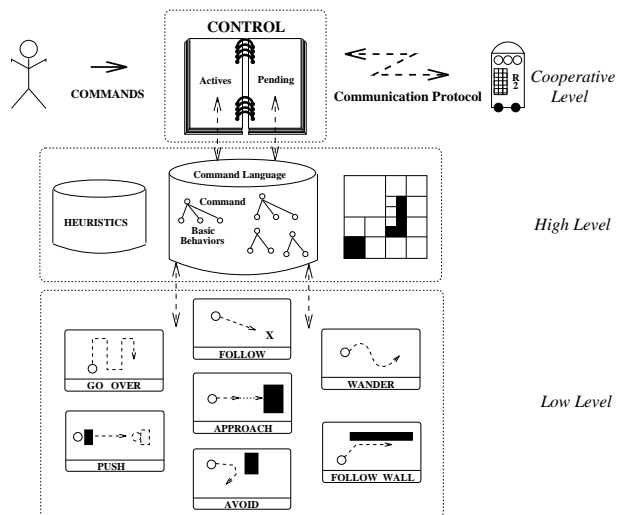 CONTROL
Actives
Pending
COMMANDS
Communication Protocol
R
2
Cooperative
Level
Command Language
Command
HEURISTICS
Basic
Behaviors
High Level
X
FOLLOW
GO OVER
WANDER
APPROACH
Low Level
PUSH
FOLLOW WALL
AVOID